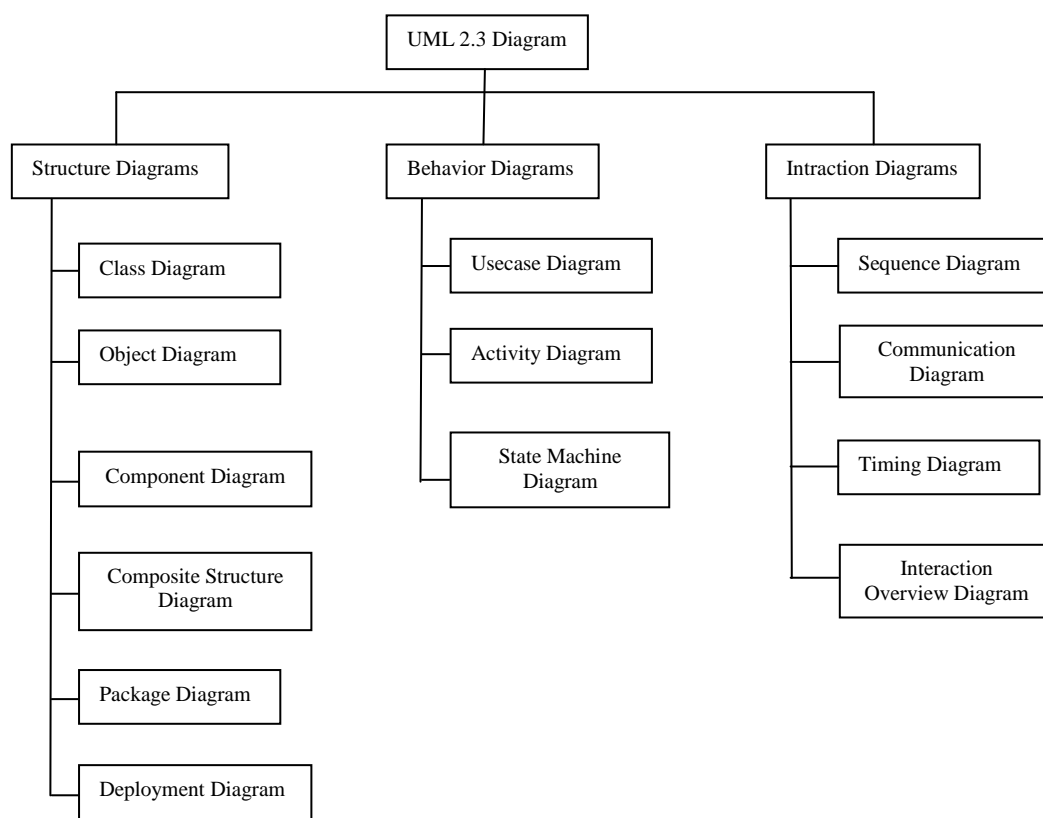 UML 2.3 Diagram
Structure Diagrams
Behavior Diagrams
Intraction Diagrams
Class Diagram
Object Diagram
Component Diagram
Composite Structure
Diagram
Package Diagram
Deployment Diagram
Usecase Diagram
Activity Diagram
State Machine
Diagram
Sequence Diagram
Communication
Diagram
Timing Diagram
Interaction
Overview Diagram